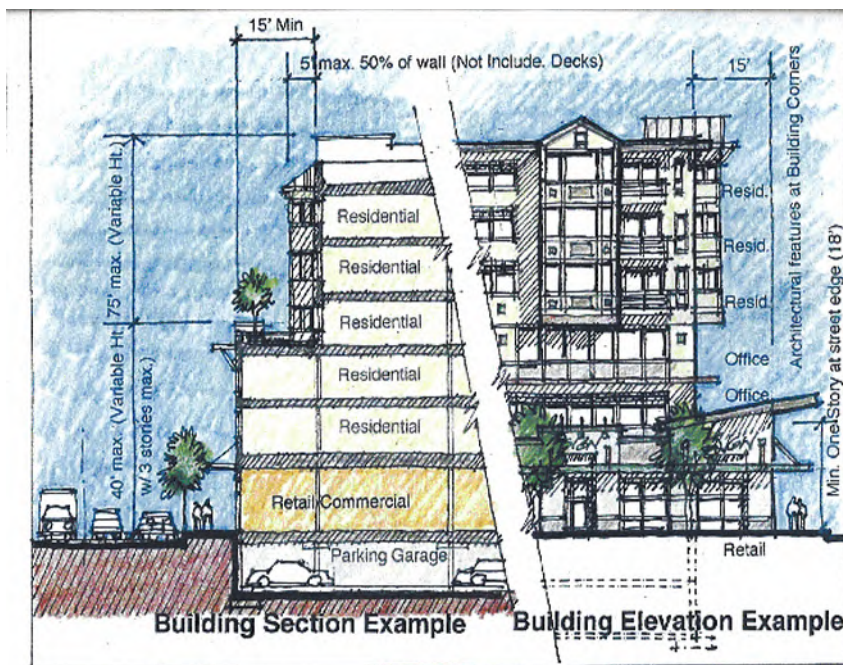 15' Min
5' max. 50% of wall (Not Include. Decks)
15'
Architectural features at Building Corners
75' max. (Variable Ht.)
40' max. (Variable Ht.
w/ 3 stories max.)
Residential
Residential
Residential
Residential
Residential
Retail Commercial
Parking Garage
Resid.
Resid.
Resid.
Office
Office
Sign
Sign
Min. One Story at street edge (18')
Retail
Building Section Example
Building Elevation Example